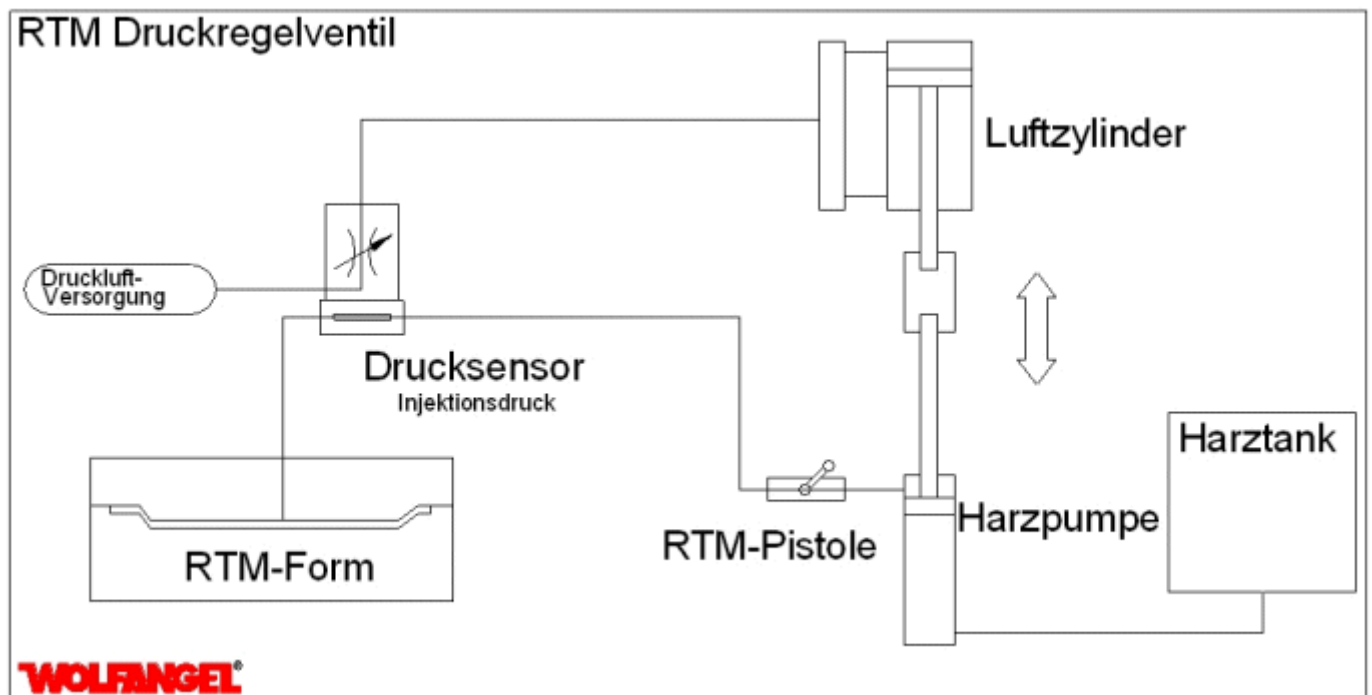 RTM Druckregelventil
Luftzylinder
Druckluft-
Versorgung
Drucksensor
Injektionsdruck
Harztank
Harzpumpe
RTM-Pistole
RTM-Form
WOLFANGEL®